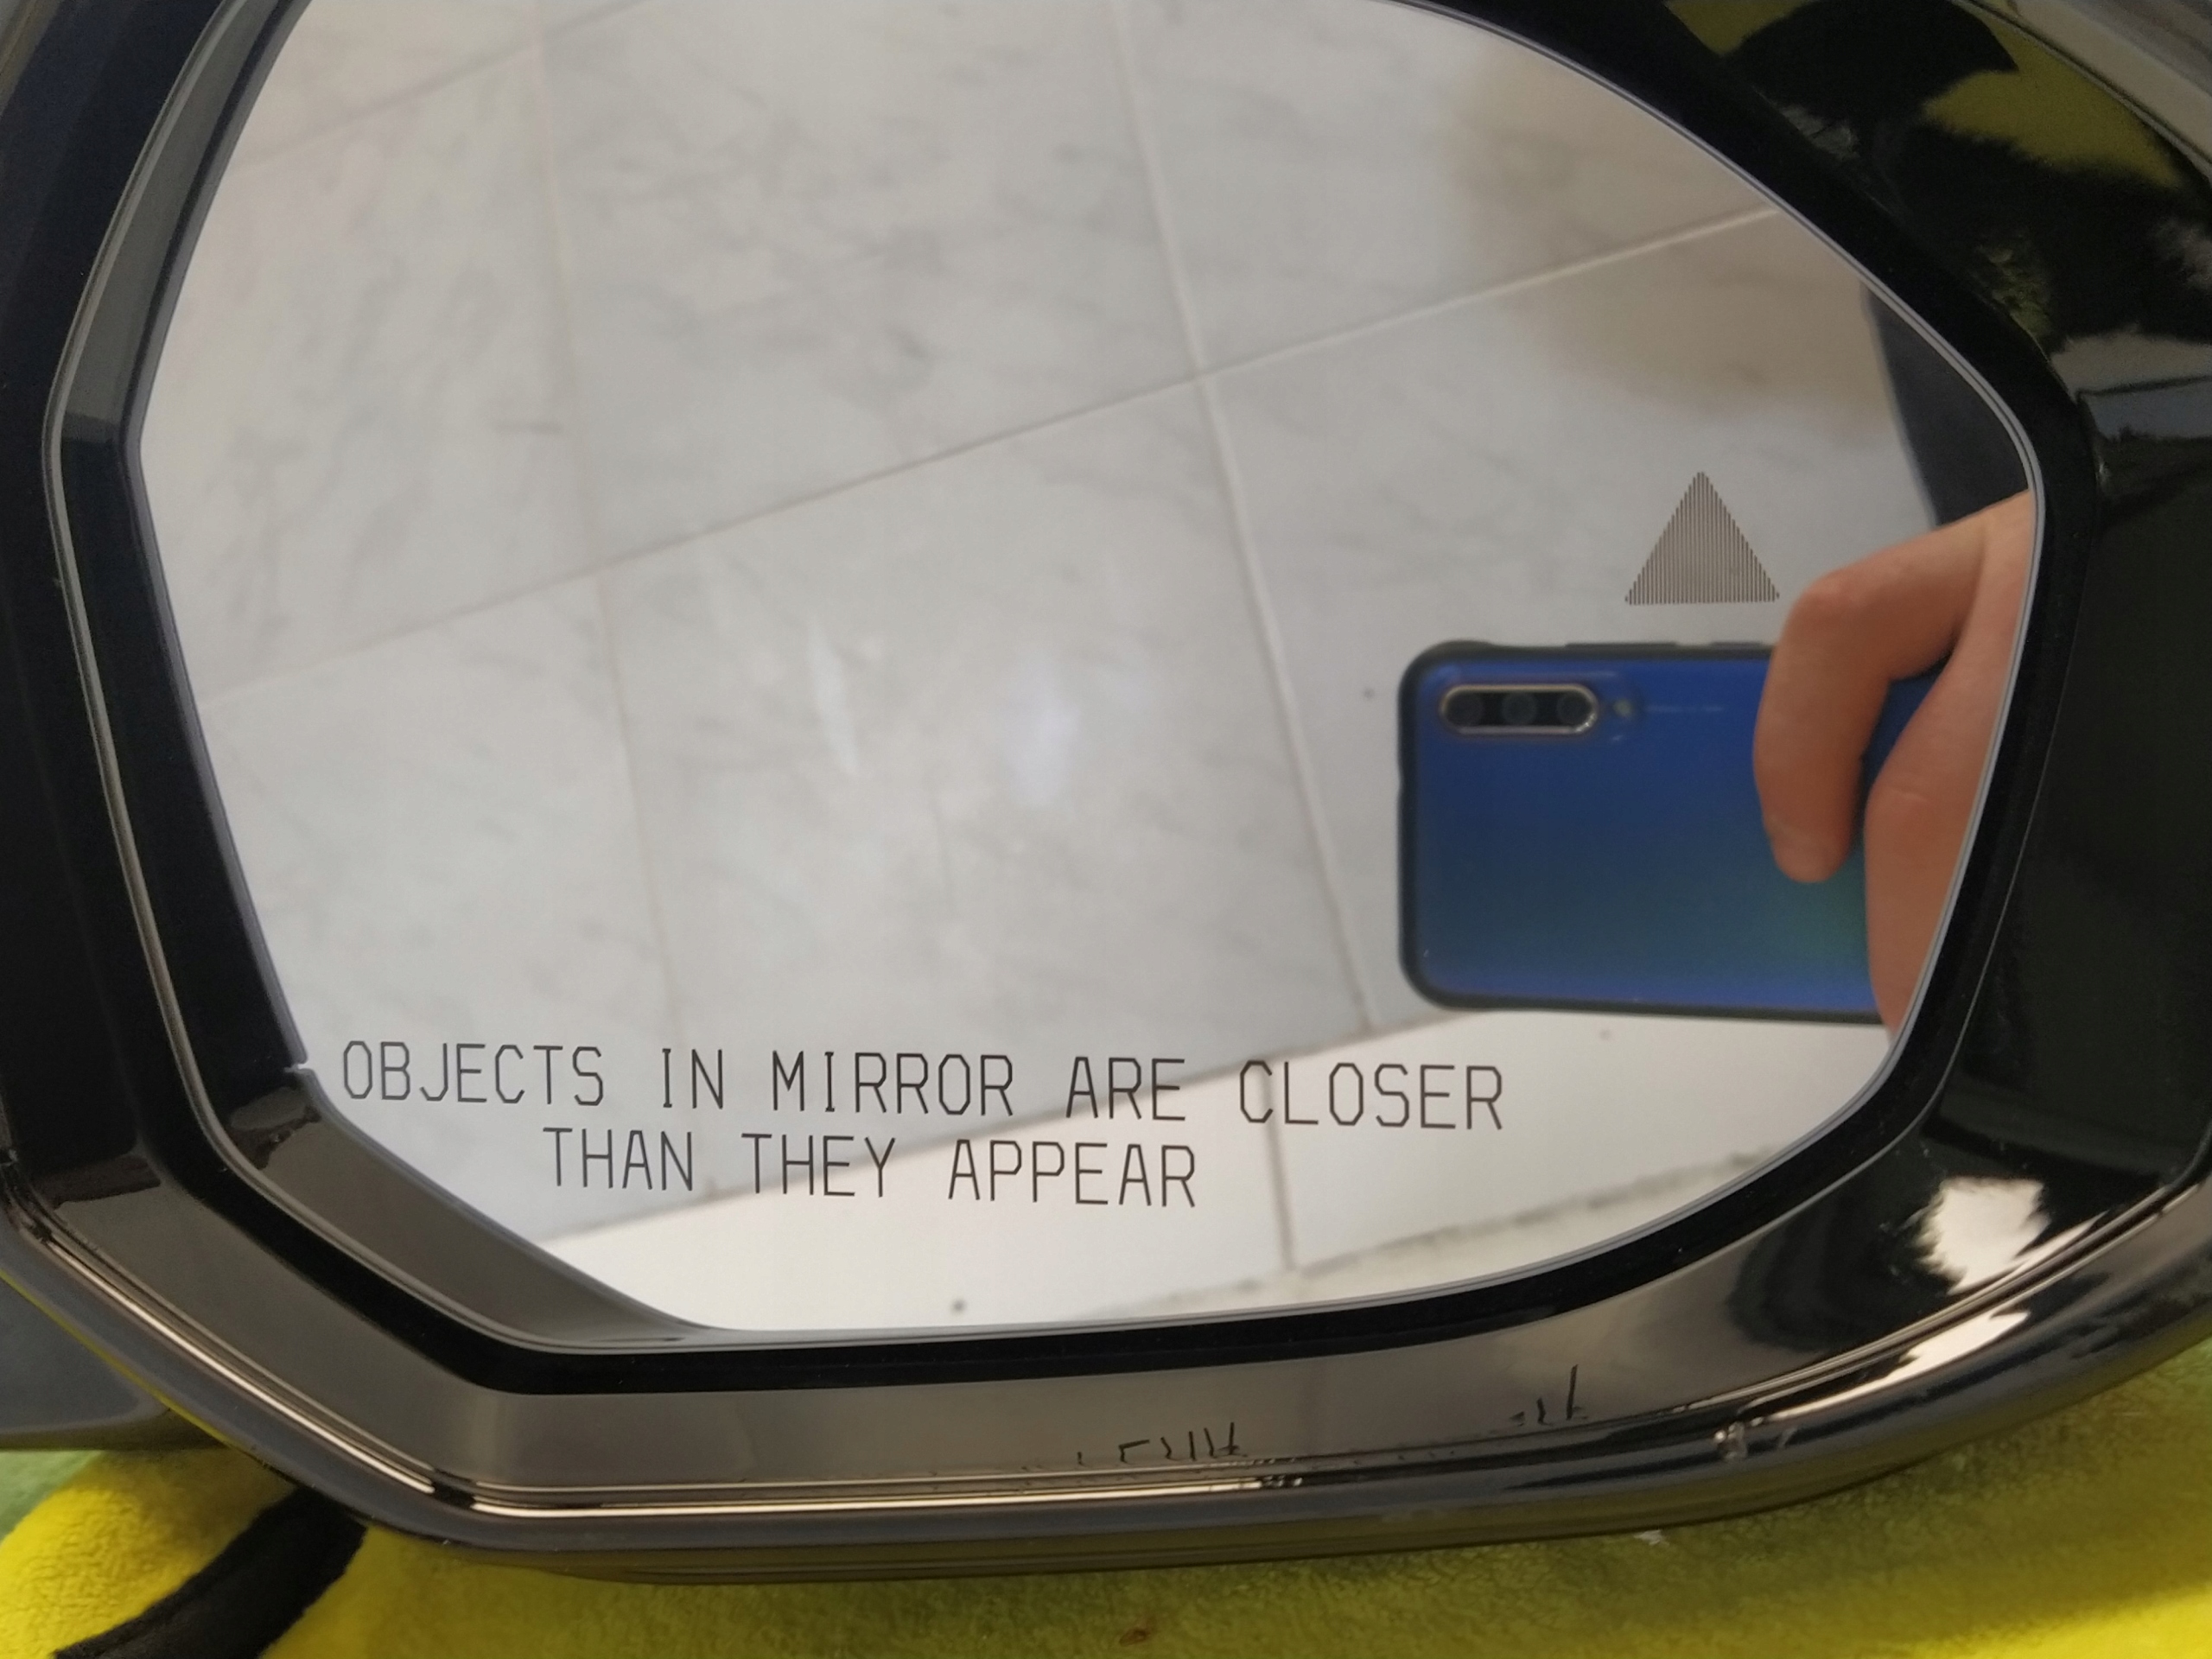 OBJECTS IN MIRROR ARE CLOSER
THAN THEY APPEAR